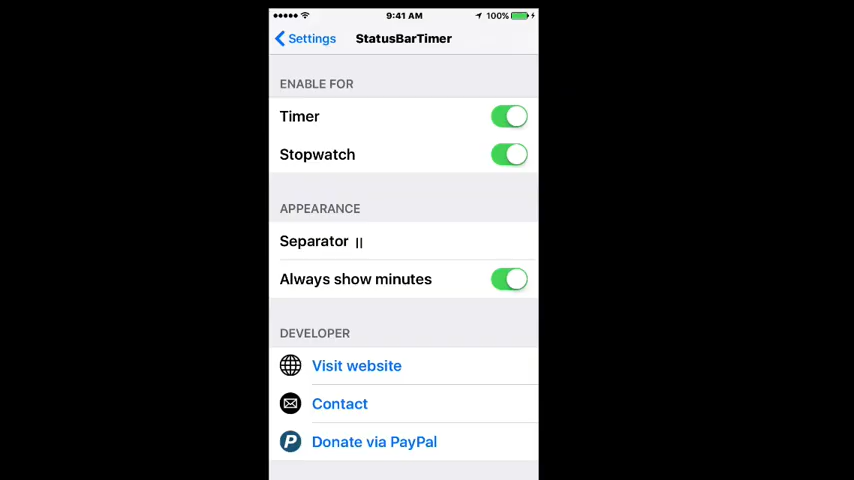 9:41 AM 100%
Settings StatusBarTimer
ENABLE FOR
Timer
Stopwatch
APPEARANCE
Separator ||
Always show minutes
DEVELOPER
Visit website
Contact
Donate via PayPal